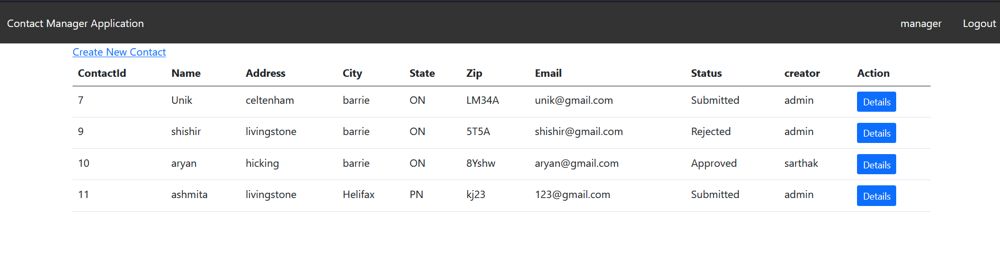 Contact Manager Application manager Logout
Create New Contact
ContactId Name Address City State Zip Email Status creator Action
7 Unik celtenham barrie ON LM34A unik@gmail.com Submitted admin Details
9 shishir livingstone barrie ON 5T5A shishir@gmail.com Rejected admin Details
10 aryan hicking barrie ON 8Yshw aryan@gmail.com Approved sarthak Details
11 ashmita livingstone Helifax PN kj23 123@gmail.com Submitted admin Details